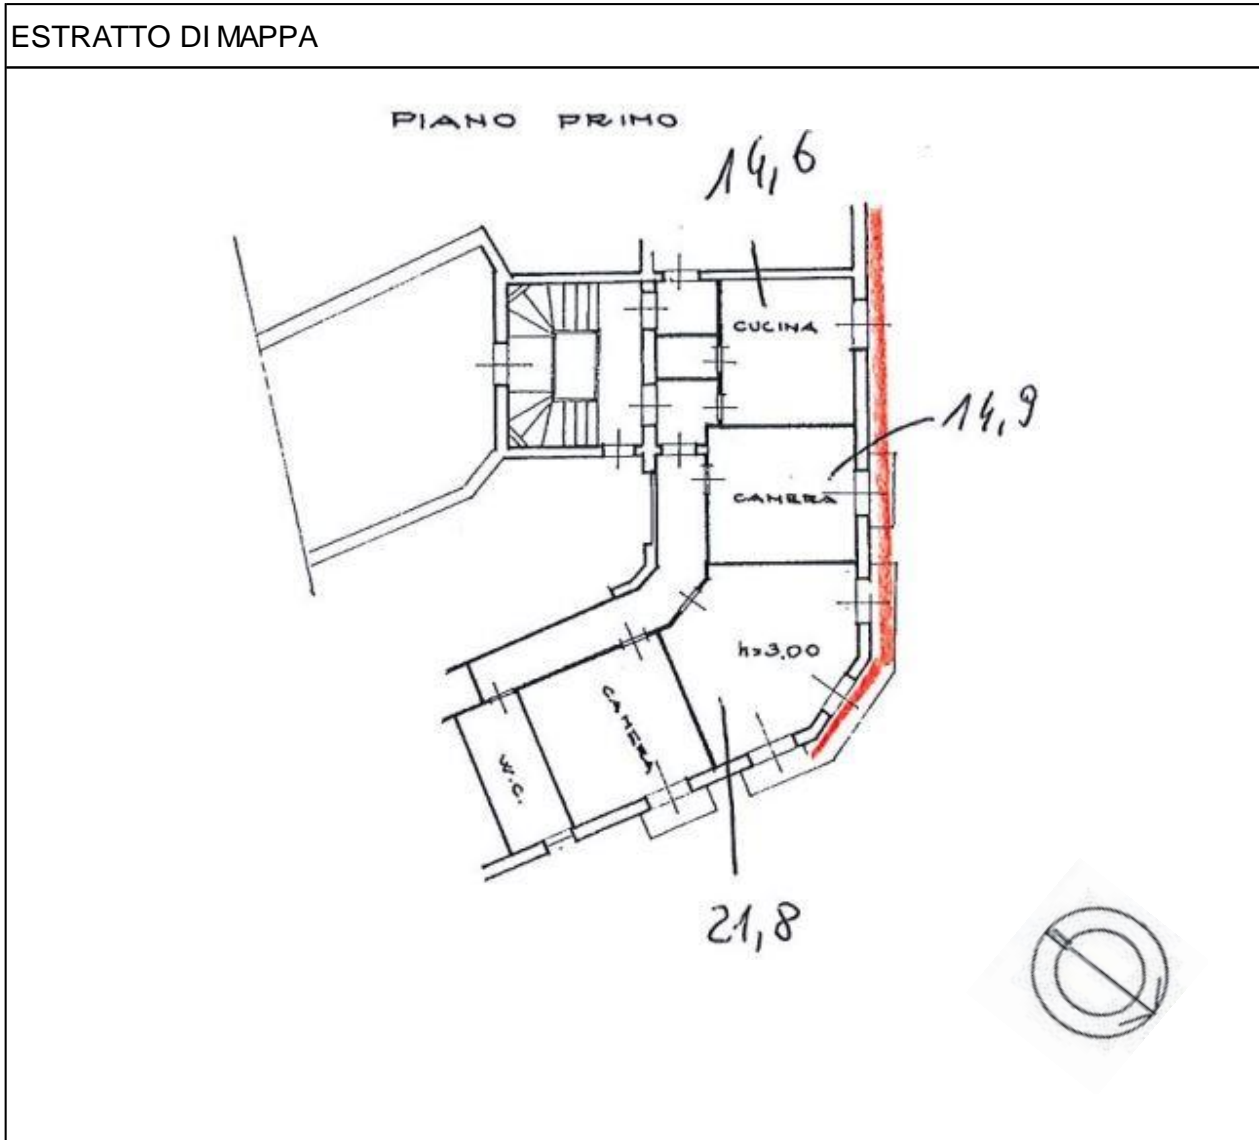 ESTRATTO DI MAPPA
PIANO PRIMO
14,6
CUCINA
14,9
CAMERA
h=3,00
CAMERA
W.C.
21,8